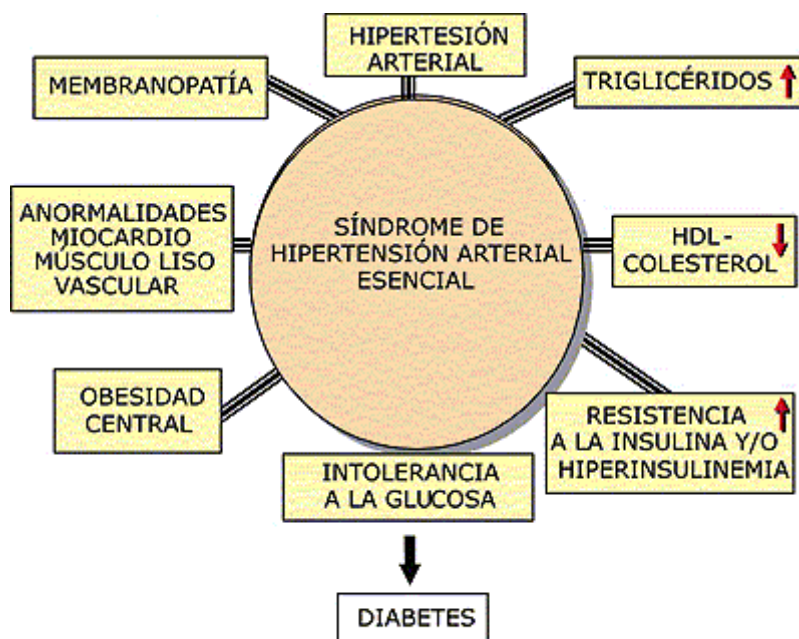 HIPERTESIÓN
ARTERIAL
MEMBRANOPATÍA
TRIGLICÉRIDOS
ANORMALIDADES
MIOCARDIO
MÚSCULO LISO
VASCULAR
SÍNDROME DE
HIPERTENSIÓN ARTERIAL
ESENCIAL
HDL-
COLESTEROL
OBESIDAD
CENTRAL
RESISTENCIA
A LA INSULINA Y/O
HIPERINSULINEMIA
INTOLERANCIA
A LA GLUCOSA
DIABETES